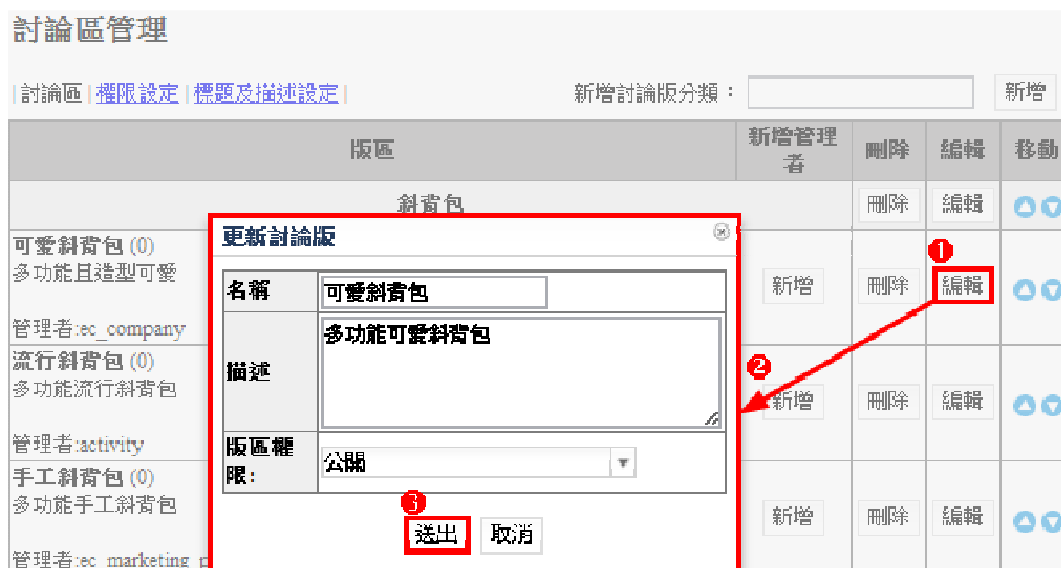 討論區管理
|討論區|權限設定|標題及描述設定|
新增討論版分類：
新增
版區
新增管理者
刪除
編輯
移動
斜背包
刪除
編輯
可愛斜背包 (0)
多功能且造型可愛
管理者:ec_company
新增
刪除
1
編輯
流行斜背包 (0)
多功能流行斜背包
管理者:activity
2
新增
刪除
編輯
手工斜背包 (0)
多功能手工斜背包
管理者:ec_marketing_p
新增
刪除
編輯
更新討論版
名稱
可愛斜背包
描述
多功能可愛斜背包
版區權限:
公開
3
送出
取消